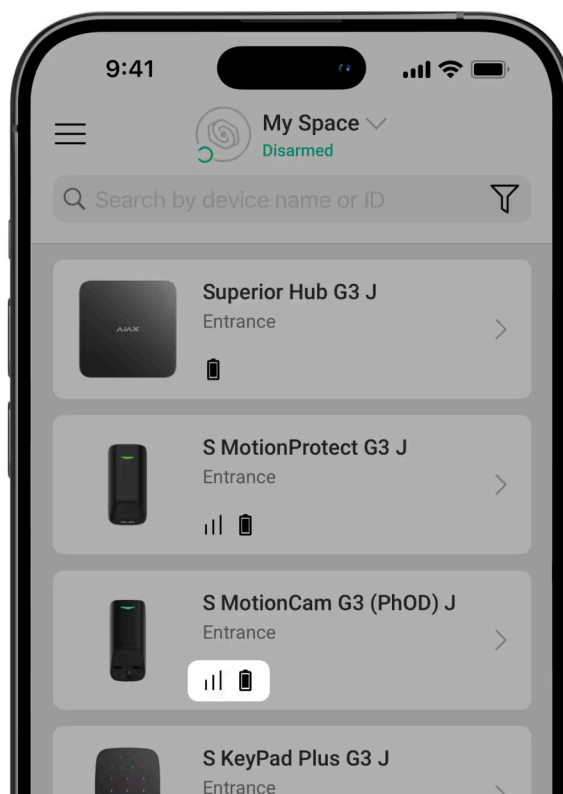 9:41
My Space
Disarmed
Search by device name or ID
AJAX
Superior Hub G3 J
Entrance
S MotionProtect G3 J
Entrance
S MotionCam G3 (PhOD) J
Entrance
S KeyPad Plus G3 J
Entrance